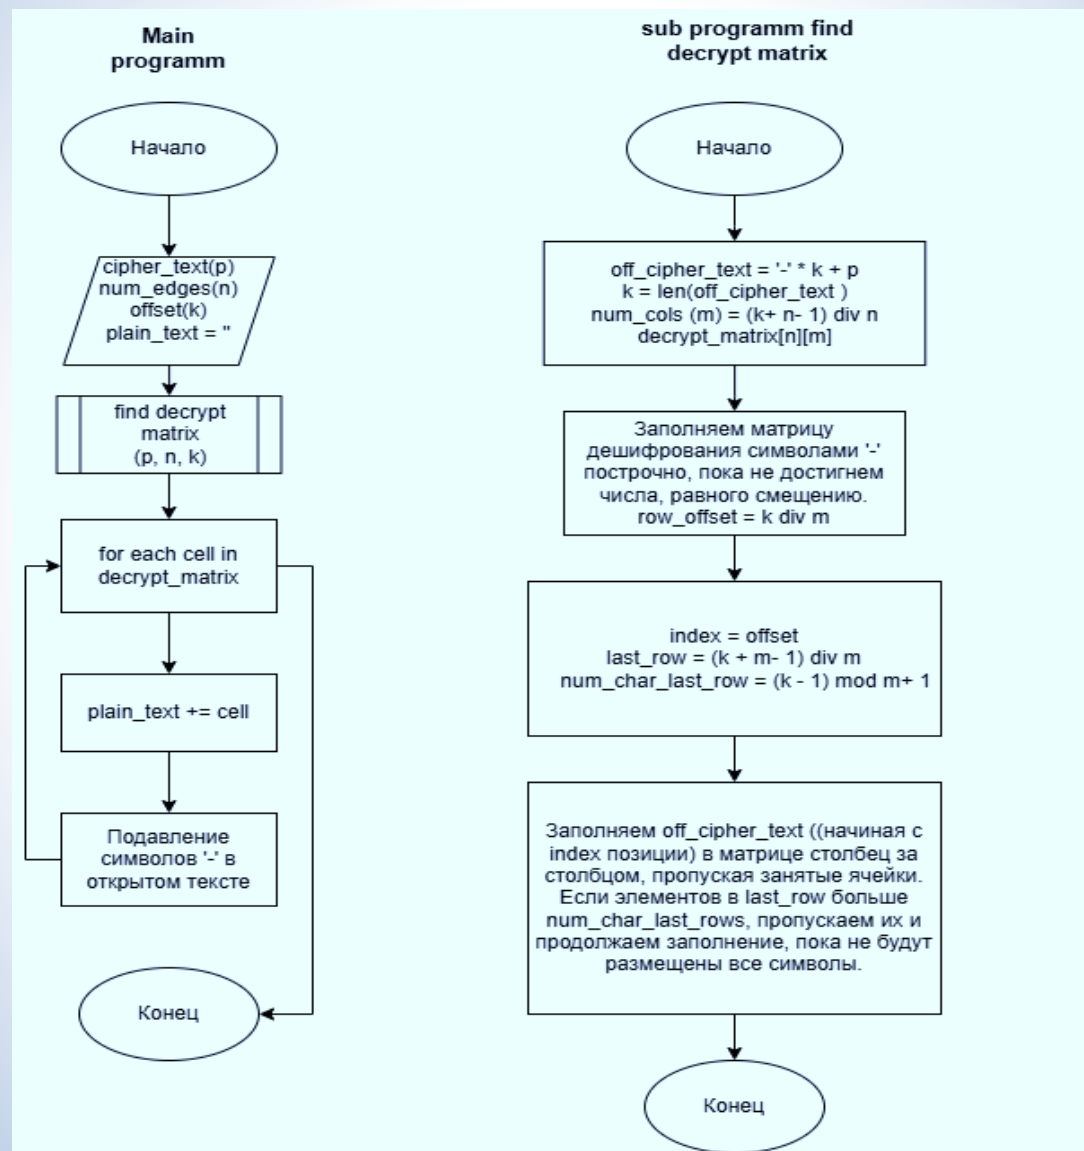 Main
programm
Начало
cipher_text(p)
num_edges(n)
offset(k)
plain_text = ''
find decrypt
matrix
(p, n, k)
for each cell in
decrypt_matrix
plain_text += cell
Подавление
символов '-' в
открытом тексте
Конец
sub programm find
decrypt matrix
Начало
off_cipher_text = '-' * k + p
k = len(off_cipher_text )
num_cols (m) = (k+ n- 1) div n
decrypt_matrix[n][m]
Заполняем матрицу
дешифрования символами '-'
построчно, пока не достигнем
числа, равного смещению.
row_offset = k div m
index = offset
last_row = (k + m- 1) div m
num_char_last_row = (k - 1) mod m+ 1
Заполняем off_cipher_text ((начиная с
index позиции) в матрице столбец за
столбцом, пропуская занятые ячейки.
Если элементов в last_row больше
num_char_last_rows, пропускаем их и
продолжаем заполнение, пока не будут
размещены все символы.
Конец